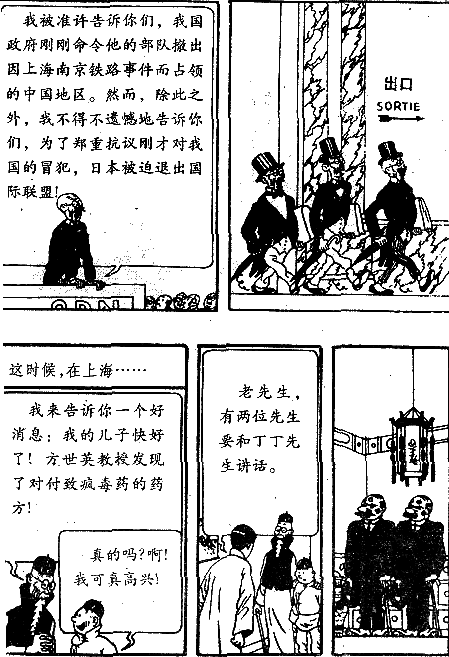 我被准许告诉你们，我国
政府刚刚命令他的部队撤出
因上海南京铁路事件而占领
的中国地区。然而，除此之
外，我不得不遗憾地告诉你
们，为了郑重抗议刚才对我
国的冒犯，日本被迫退出国
际联盟!
SDN
出口
SORTIE
这时候，在上海……
我来告诉你一个好
消息：我的儿子快好
了！方世英教授发现
了对付致疯毒药的药
方!
真的吗?啊!
我可真高兴!
老先生，
有两位先生
要和丁丁先
生讲话。